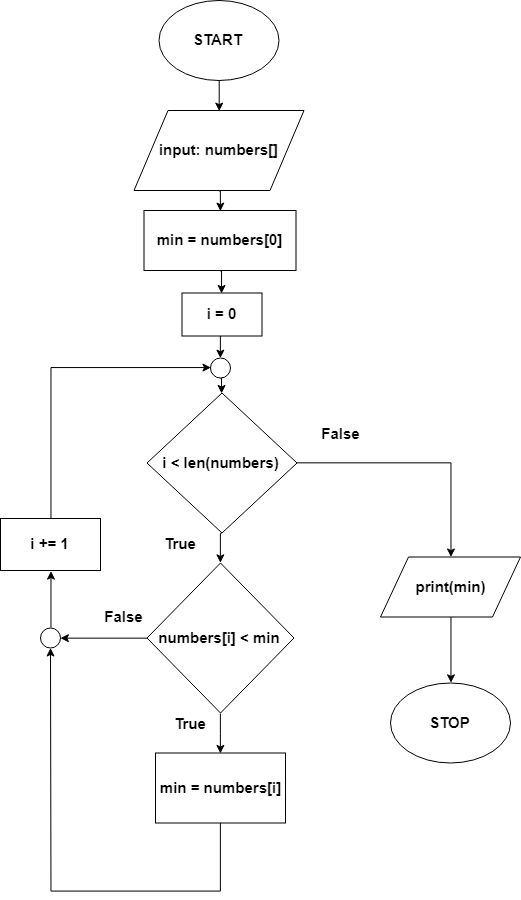 START
input: numbers[]
min = numbers[0]
i = 0
i < len(numbers)
False
True
i += 1
print(min)
False
numbers[i] < min
True
STOP
min = numbers[i]